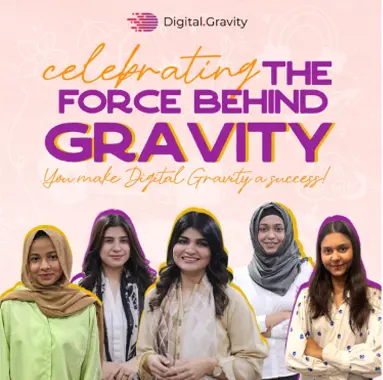 Digital.Gravity
celebrating THE
FORCE BEHIND
GRAVITY
You make Digital Gravity a success!